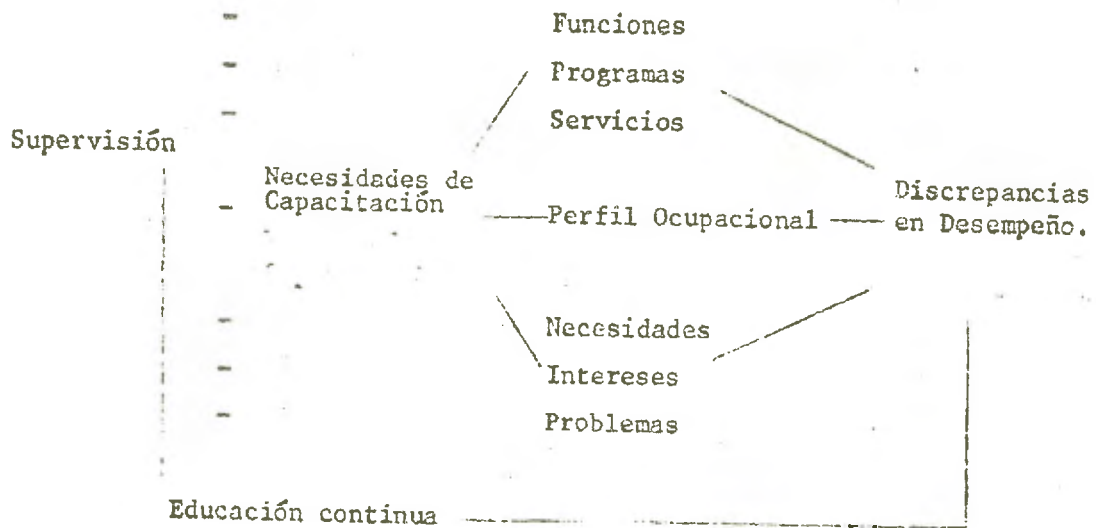 Funciones
Programas
Servicios
Supervisión
Necesidades de
Capacitación
Perfil Ocupacional
Discrepancias
en Desempeño.
Necesidades
Intereses
Problemas
Educación continua